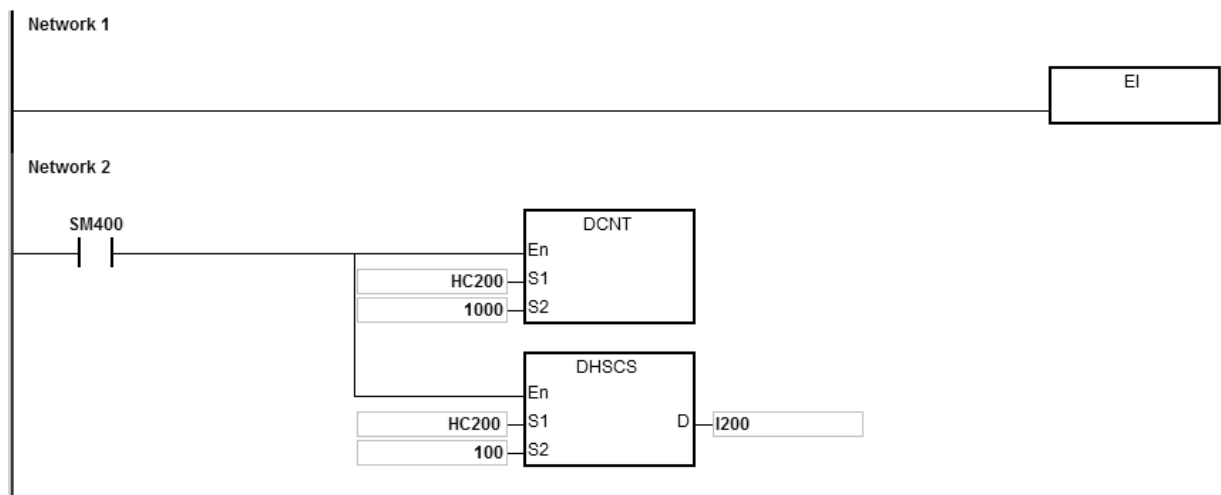 Network 1
EI
Network 2
SM400
DCNT
En
HC200 S1
1000 S2
DHSCS
En
HC200 S1 D I200
100 S2